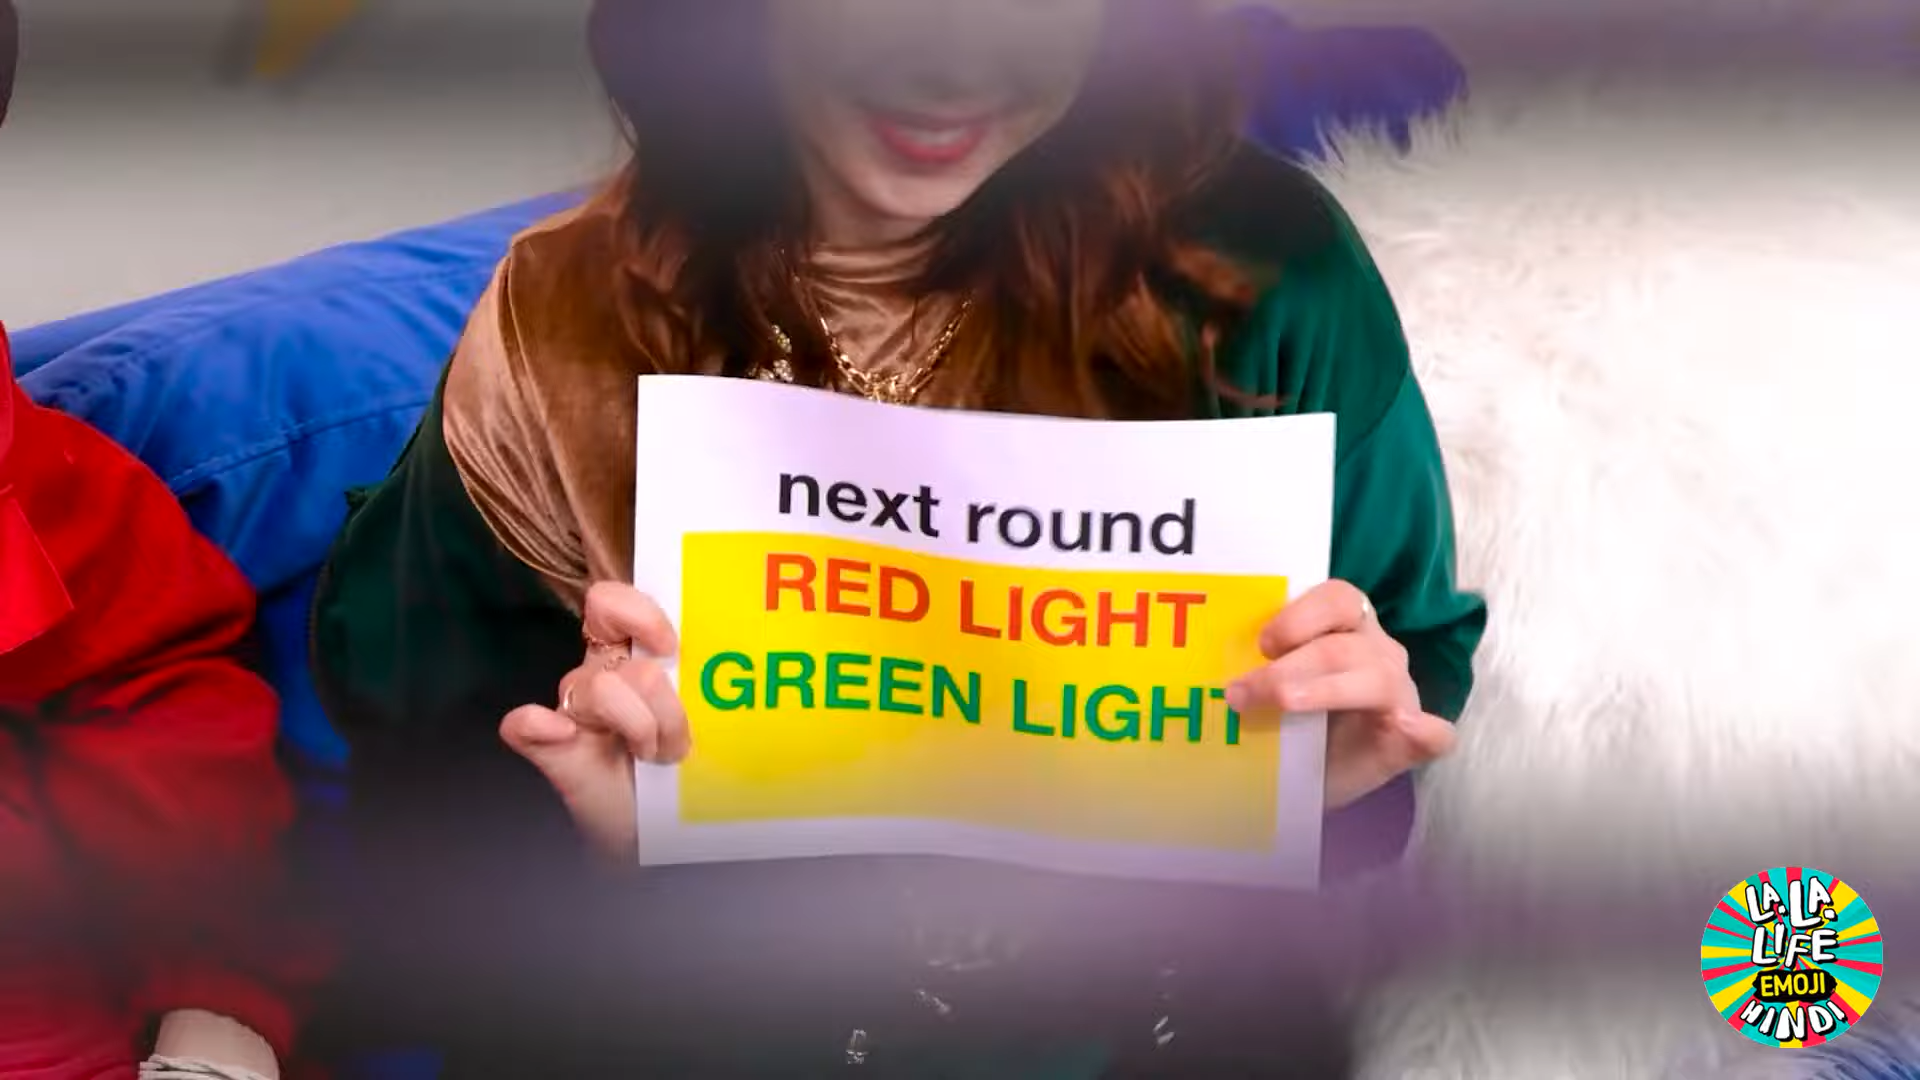 next round
RED LIGHT
GREEN LIGHT
LA.LA.
LIFE
EMOJI
HINDI